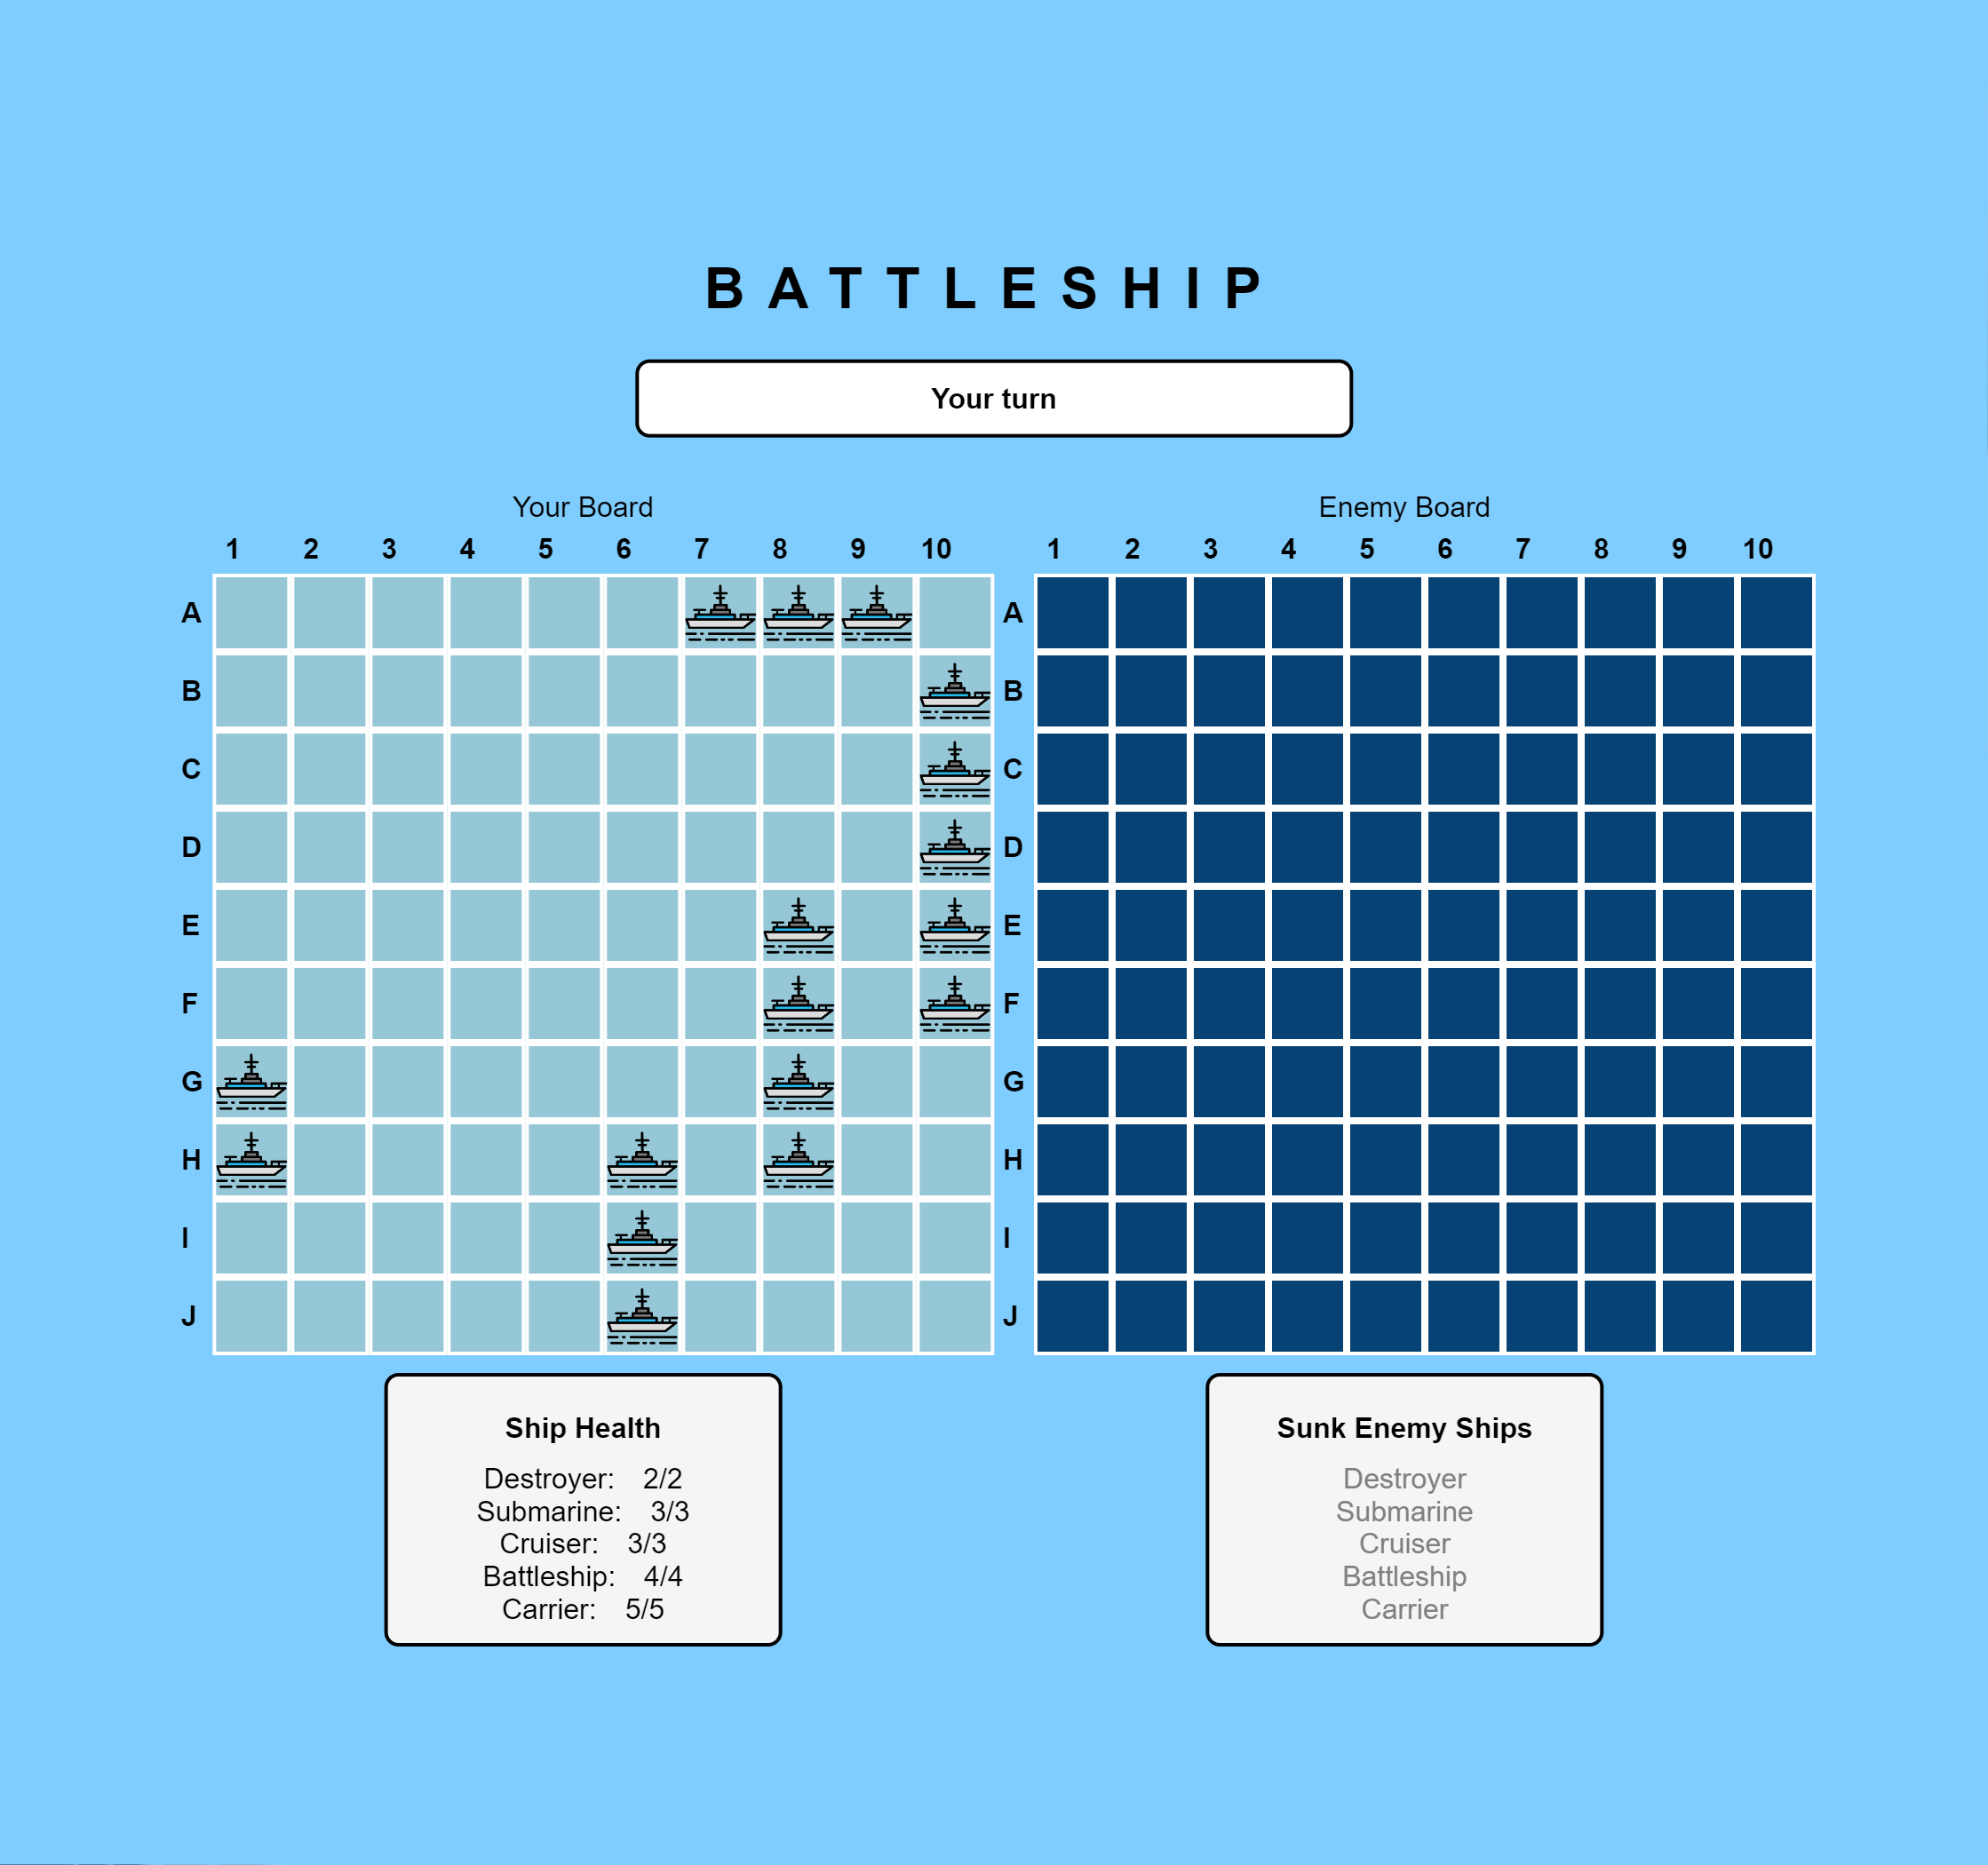 BATTLESHIP
Your turn
Your Board
Enemy Board
1 2 3 4 5 6 7 8 9 10
1 2 3 4 5 6 7 8 9 10
A A
B B
C C
D D
E E
F F
G G
H H
I I
J J
Ship Health
Destroyer: 2/2
Submarine: 3/3
Cruiser: 3/3
Battleship: 4/4
Carrier: 5/5
Sunk Enemy Ships
Destroyer
Submarine
Cruiser
Battleship
Carrier